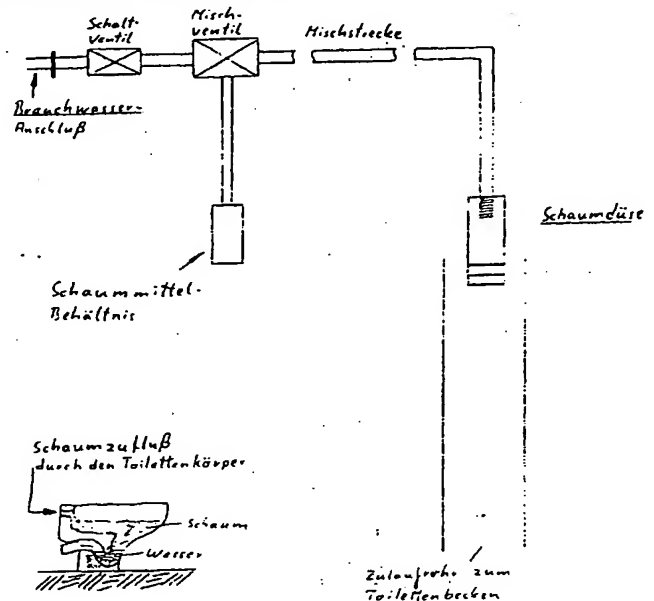 Schalt-
ventil
Misch-
ventil
Mischstrecke
Brauchwasser-
Anschluß
Schaumdüse
Schaummittel-
Behältnis
Schaumzufluß
durch den Toilettenkörper
Schaum
Wasser
Zulaufrohr zum
Toilettenbecken